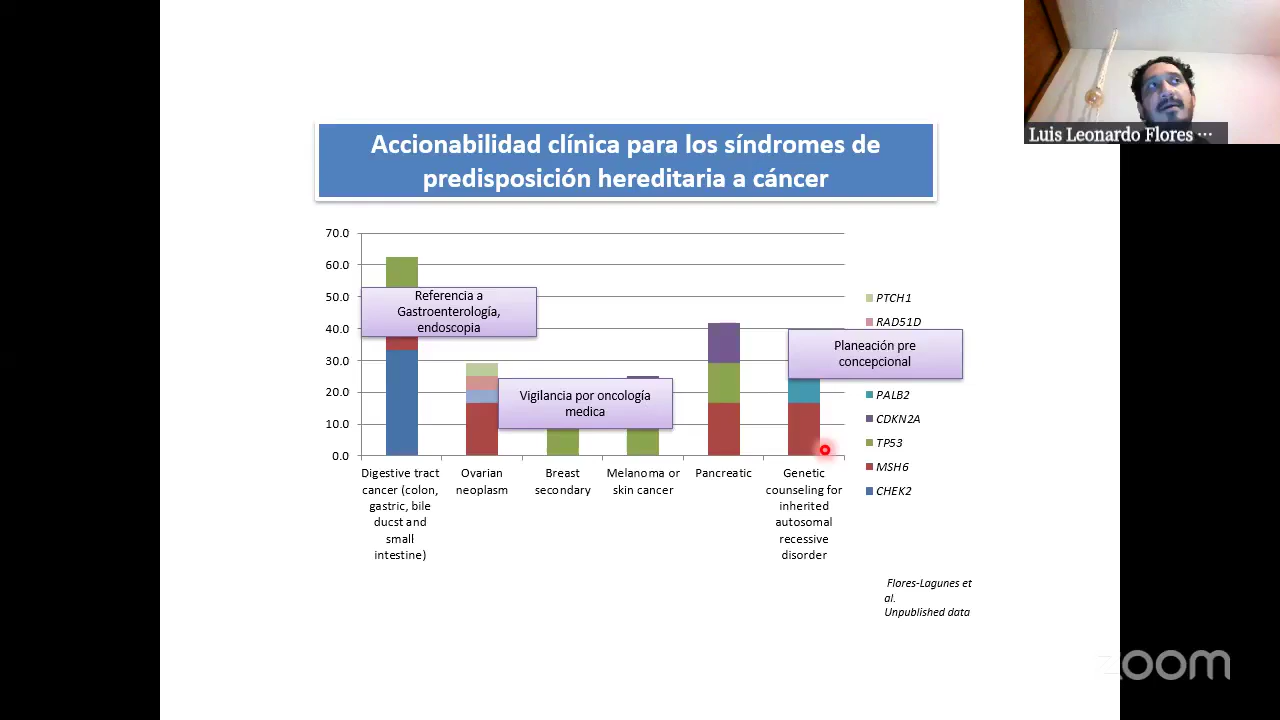 Luis Leonardo Flores ...
Accionabilidad clínica para los síndromes de
predisposición hereditaria a cáncer
70.0
60.0
50.0
40.0
30.0
20.0
10.0
0.0
Referencia a
Gastroenterología,
endoscopia
Vigilancia por oncología
medica
Planeación pre
concepcional
Digestive tract
cancer (colon,
gastric, bile
ducst and
small
intestine)
Ovarian
neoplasm
Breast
secondary
Melanoma or
skin cancer
Pancreatic
Genetic
counseling for
inherited
autosomal
recessive
disorder
PTCH1
RAD51D
PALB2
CDKN2A
TP53
MSH6
CHEK2
Flores-Lagunes et
al.
Unpublished data
zoom